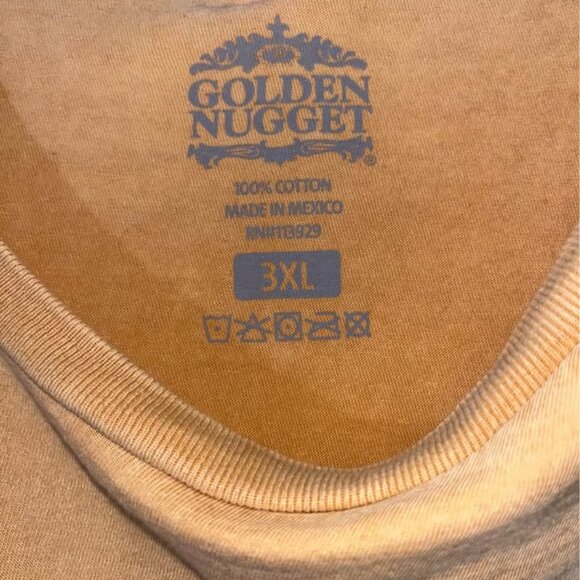 GOLDEN
NUGGET
®
100% COTTON
MADE IN MEXICO
RN#113929
3XL